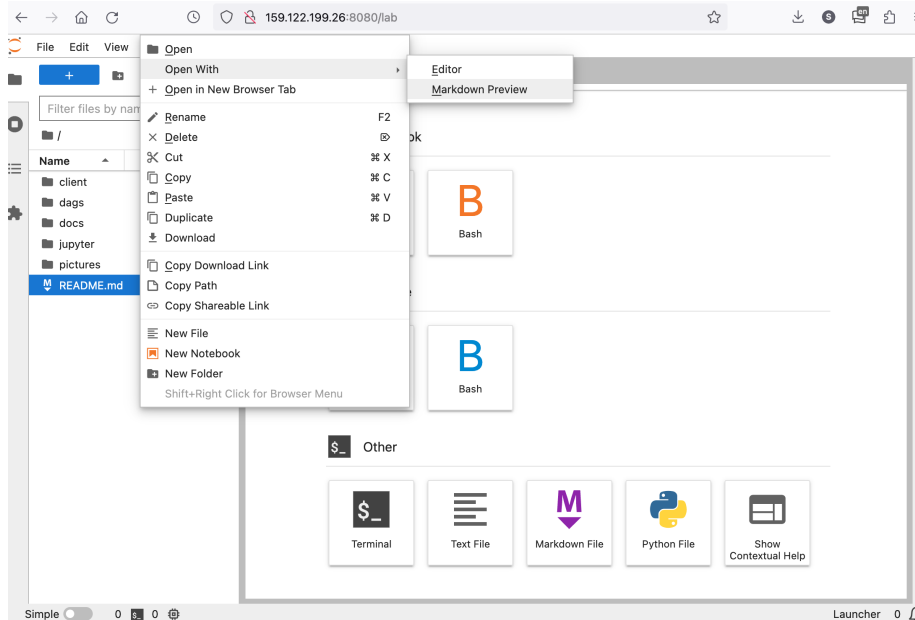 159.122.199.26:8080/lab
S
en
File Edit View
+
Filter files by nam
/
Name
client
dags
docs
jupyter
pictures
README.md
Open
Open With
Open in New Browser Tab
Rename F2
Delete
Cut ⌘ X
Copy ⌘ C
Paste ⌘ V
Duplicate ⌘ D
Download
Copy Download Link
Copy Path
Copy Shareable Link
New File
New Notebook
New Folder
Shift+Right Click for Browser Menu
Editor
Markdown Preview
ok
B
Bash
B
Bash
$_ Other
$_
Terminal
Text File
M
Markdown File
Python File
Show
Contextual Help
Simple 0 $_ 0
Launcher 0